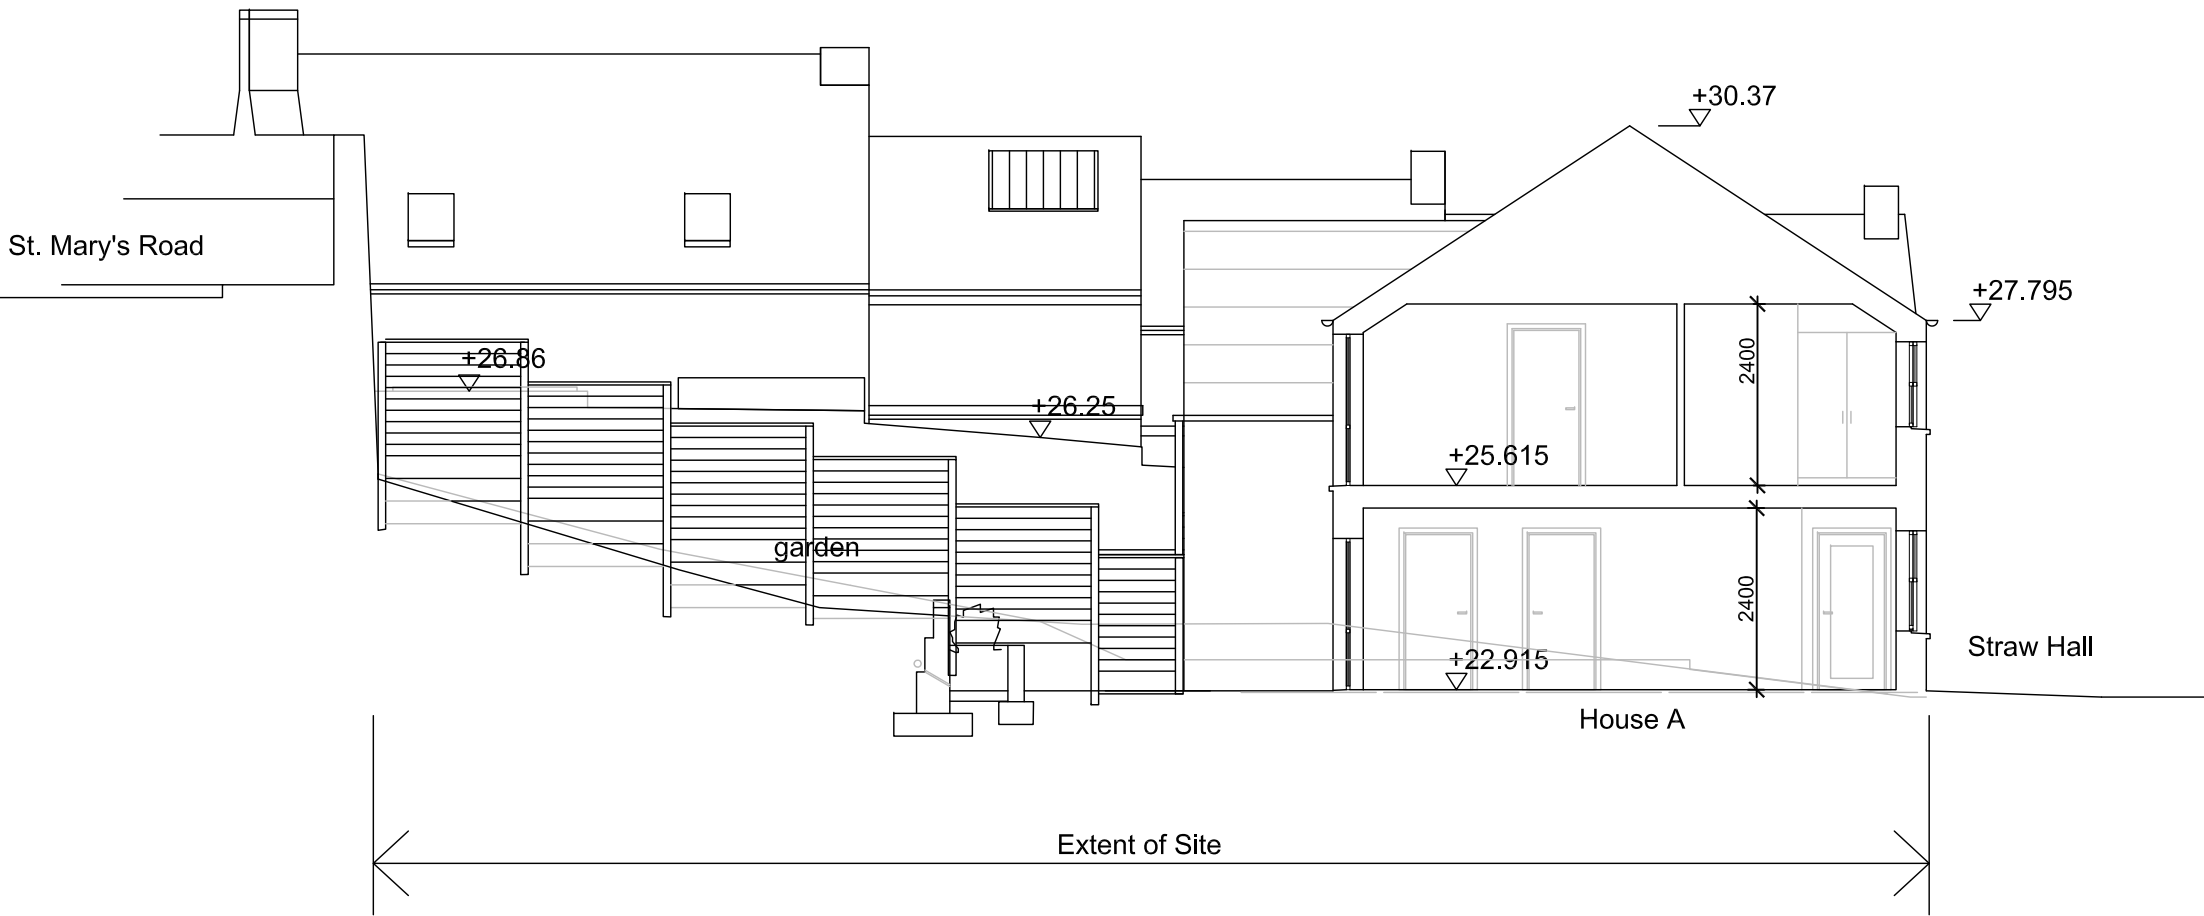 +30.37
St. Mary's Road
+27.795
+26.86
2400
+26.25
+25.615
garden
2400
+22.915
Straw Hall
House A
Extent of Site